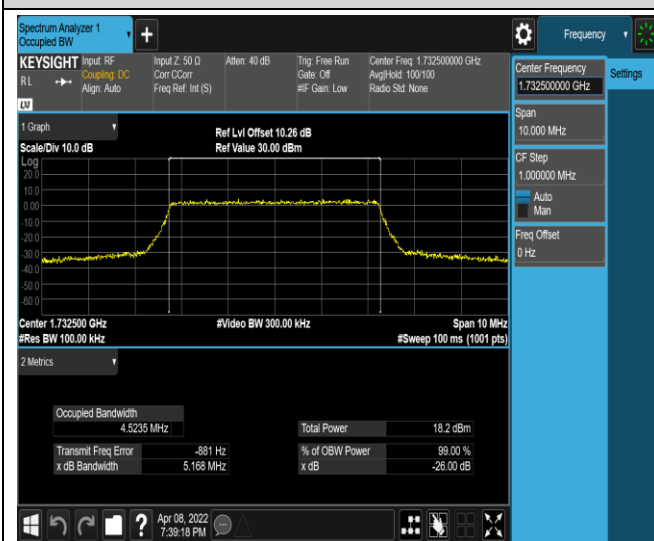 Spectrum Analyzer 1
Occupied BW
+
Frequency
KEYSIGHT
Input: RF
Coupling: DC
Align: Auto
R L
LXI
Input Z: 50 Ω
Corr CCorr
Freq Ref: Int (S)
Atten: 40 dB
Trig: Free Run
Gate: Off
#IF Gain: Low
Center Freq: 1.732500000 GHz
Avg|Hold: 100/100
Radio Std: None
Center Frequency
1.732500000 GHz
Settings
Span
10.000 MHz
CF Step
1.000000 MHz
Auto
Man
Freq Offset
0 Hz
1 Graph
Scale/Div 10.0 dB
Ref Lvl Offset 10.26 dB
Ref Value 30.00 dBm
Log
20.0
10.0
0.00
-10.0
-20.0
-30.0
-40.0
-50.0
-60.0
Center 1.732500 GHz
#Res BW 100.00 kHz
#Video BW 300.00 kHz
Span 10 MHz
#Sweep 100 ms (1001 pts)
2 Metrics
Occupied Bandwidth
4.5235 MHz
Total Power 18.2 dBm
Transmit Freq Error -881 Hz
% of OBW Power 99.00 %
x dB Bandwidth 5.168 MHz
x dB -26.00 dB
?
Apr 08, 2022
7:39:18 PM